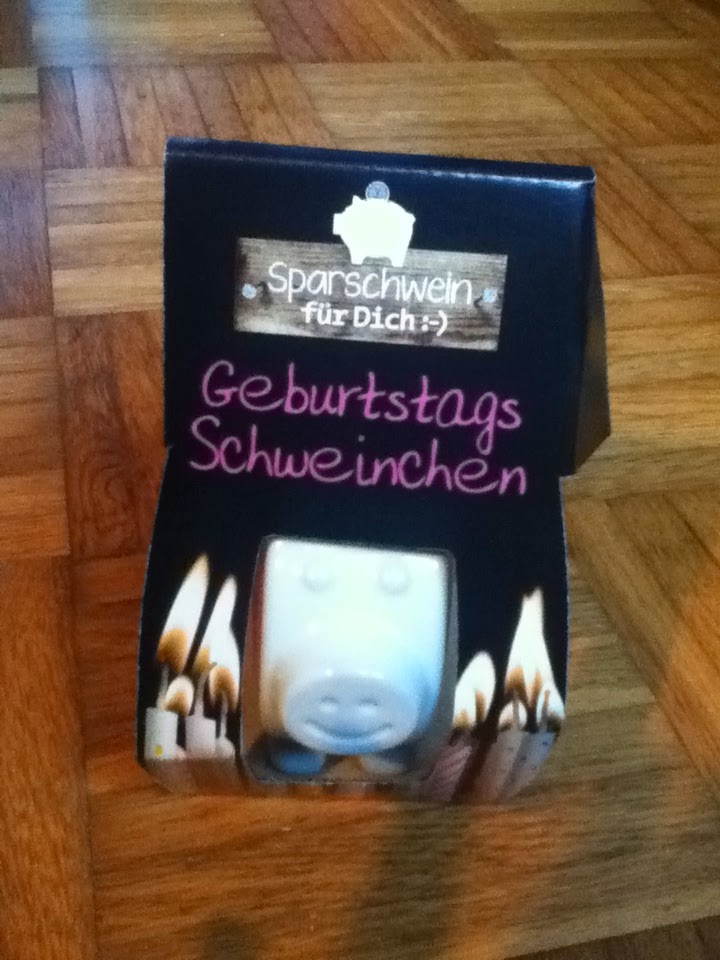 Sparschwein
für Dich :-)
Geburtstags
Schweinchen